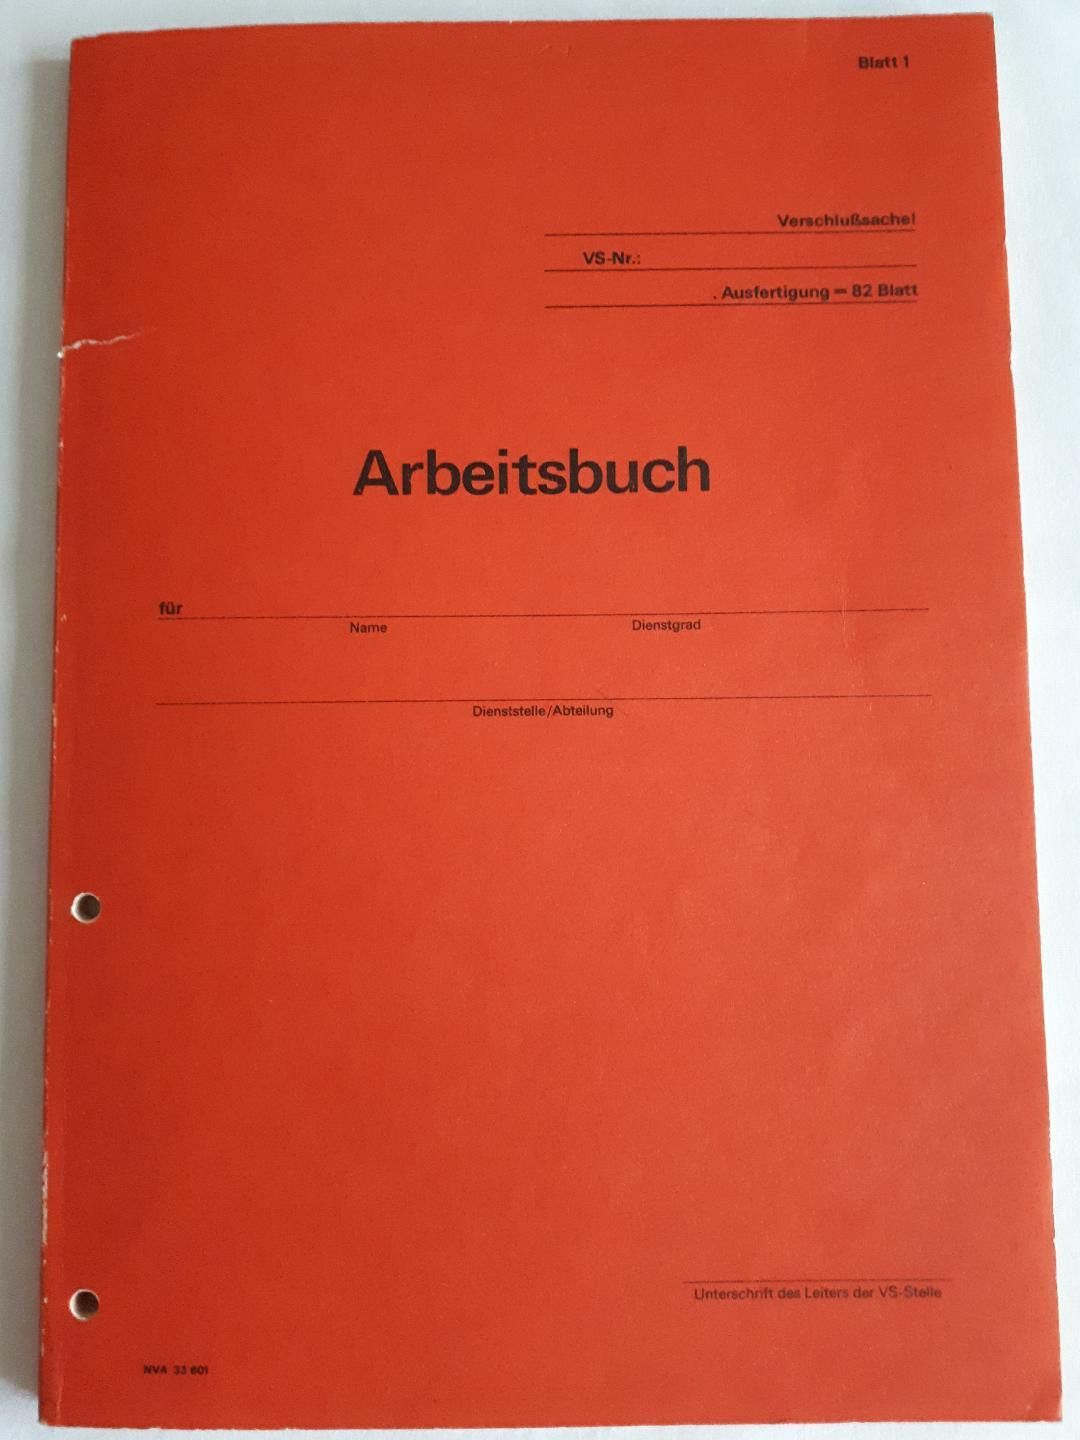 Blatt 1
Verschlußsache!
VS-Nr.:
. Ausfertigung = 82 Blatt
Arbeitsbuch
für
Name Dienstgrad
Dienststelle/Abteilung
Unterschrift des Leiters der VS-Stelle
NVA 33 601